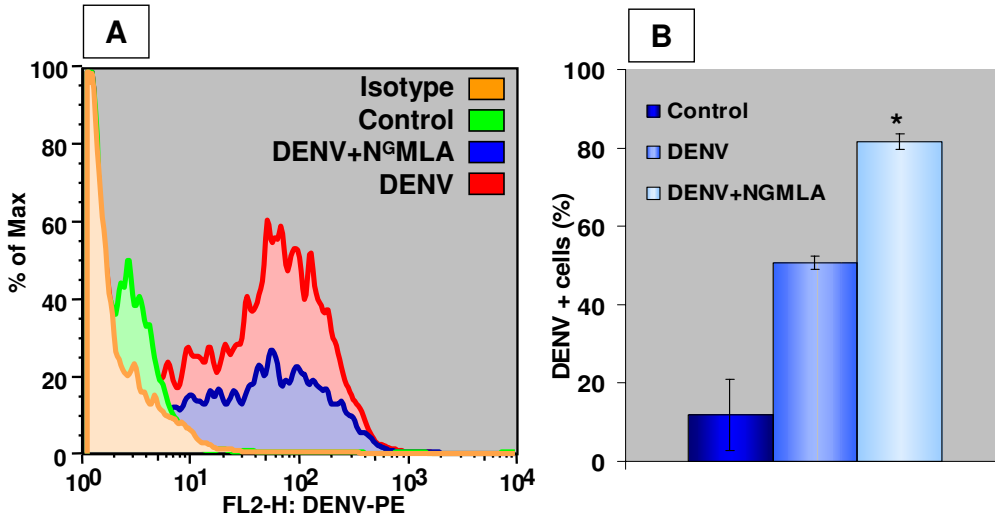 A
100
80
60
40
20
0
% of Max
Isotype
Control
DENV+NᴳMLA
DENV
10⁰ 10¹ 10² 10³ 10⁴
FL2-H: DENV-PE
B
100
80
60
40
20
0
DENV + cells (%)
Control
DENV
DENV+NGMLA
*